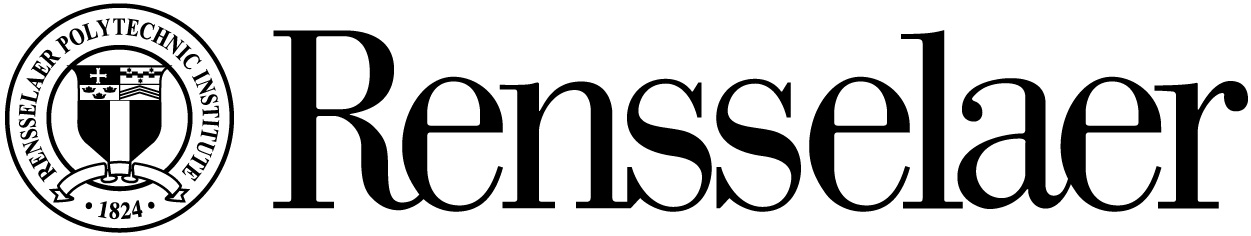 RENSSELAER POLYTECHNIC INSTITUTE
• 1824 •
Rensselaer